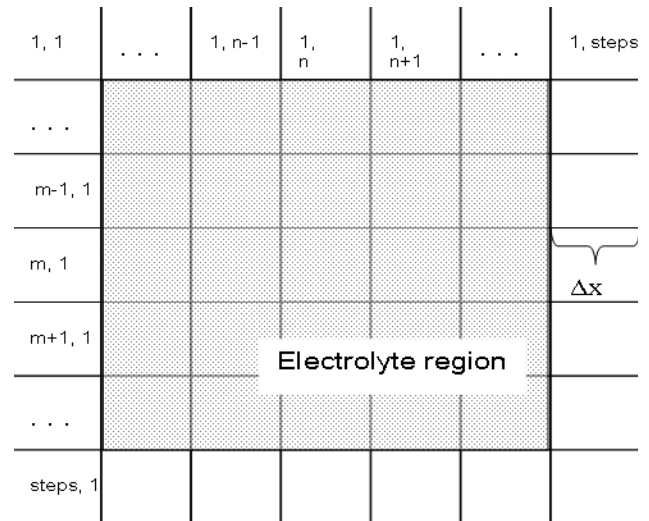 1, 1
. . .
1, n-1
1,
n
1,
n+1
. . .
1, steps
. . .
m-1, 1
m, 1
Δx
m+1, 1
Electrolyte region
. . .
steps, 1